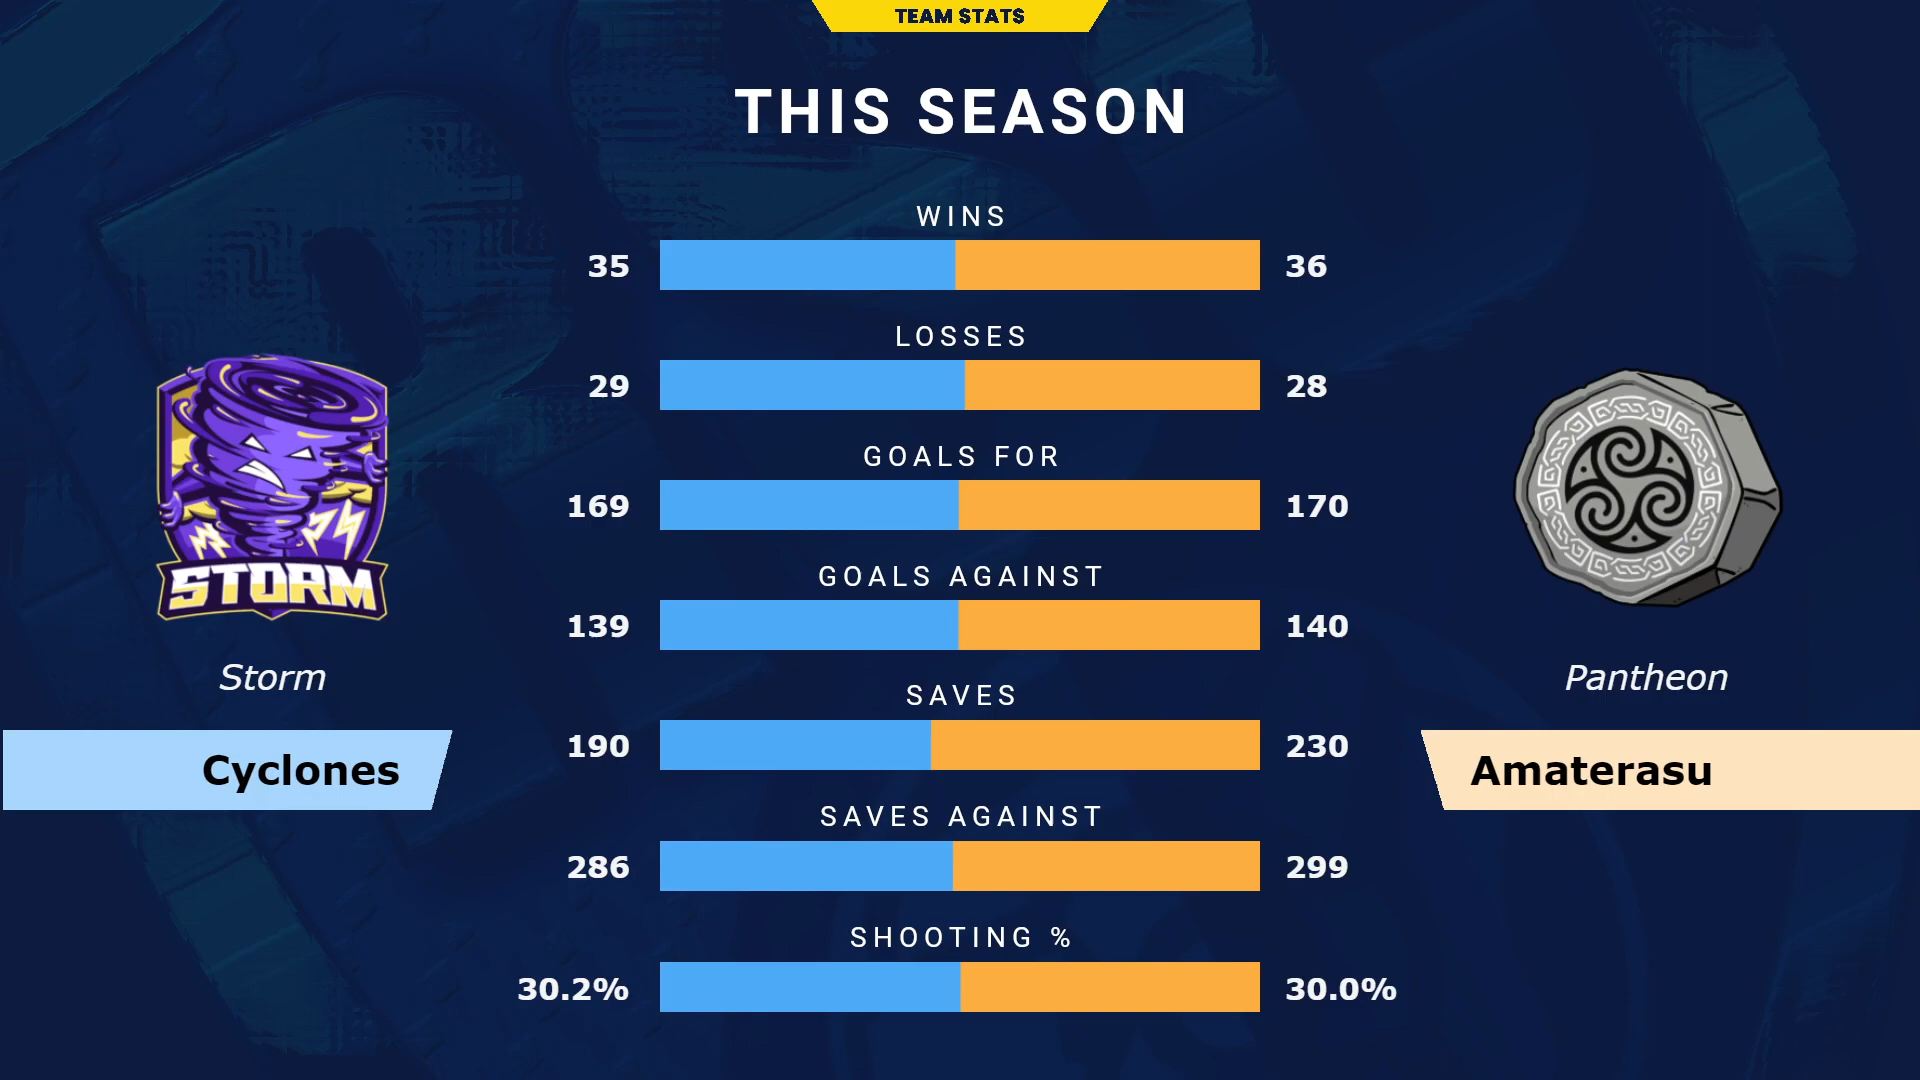 TEAM STATS
THIS SEASON
WINS
35 36
LOSSES
29 28
GOALS FOR
169 170
GOALS AGAINST
139 140
SAVES
190 230
SAVES AGAINST
286 299
SHOOTING %
30.2% 30.0%
STORM
Storm
Cyclones
Pantheon
Amaterasu